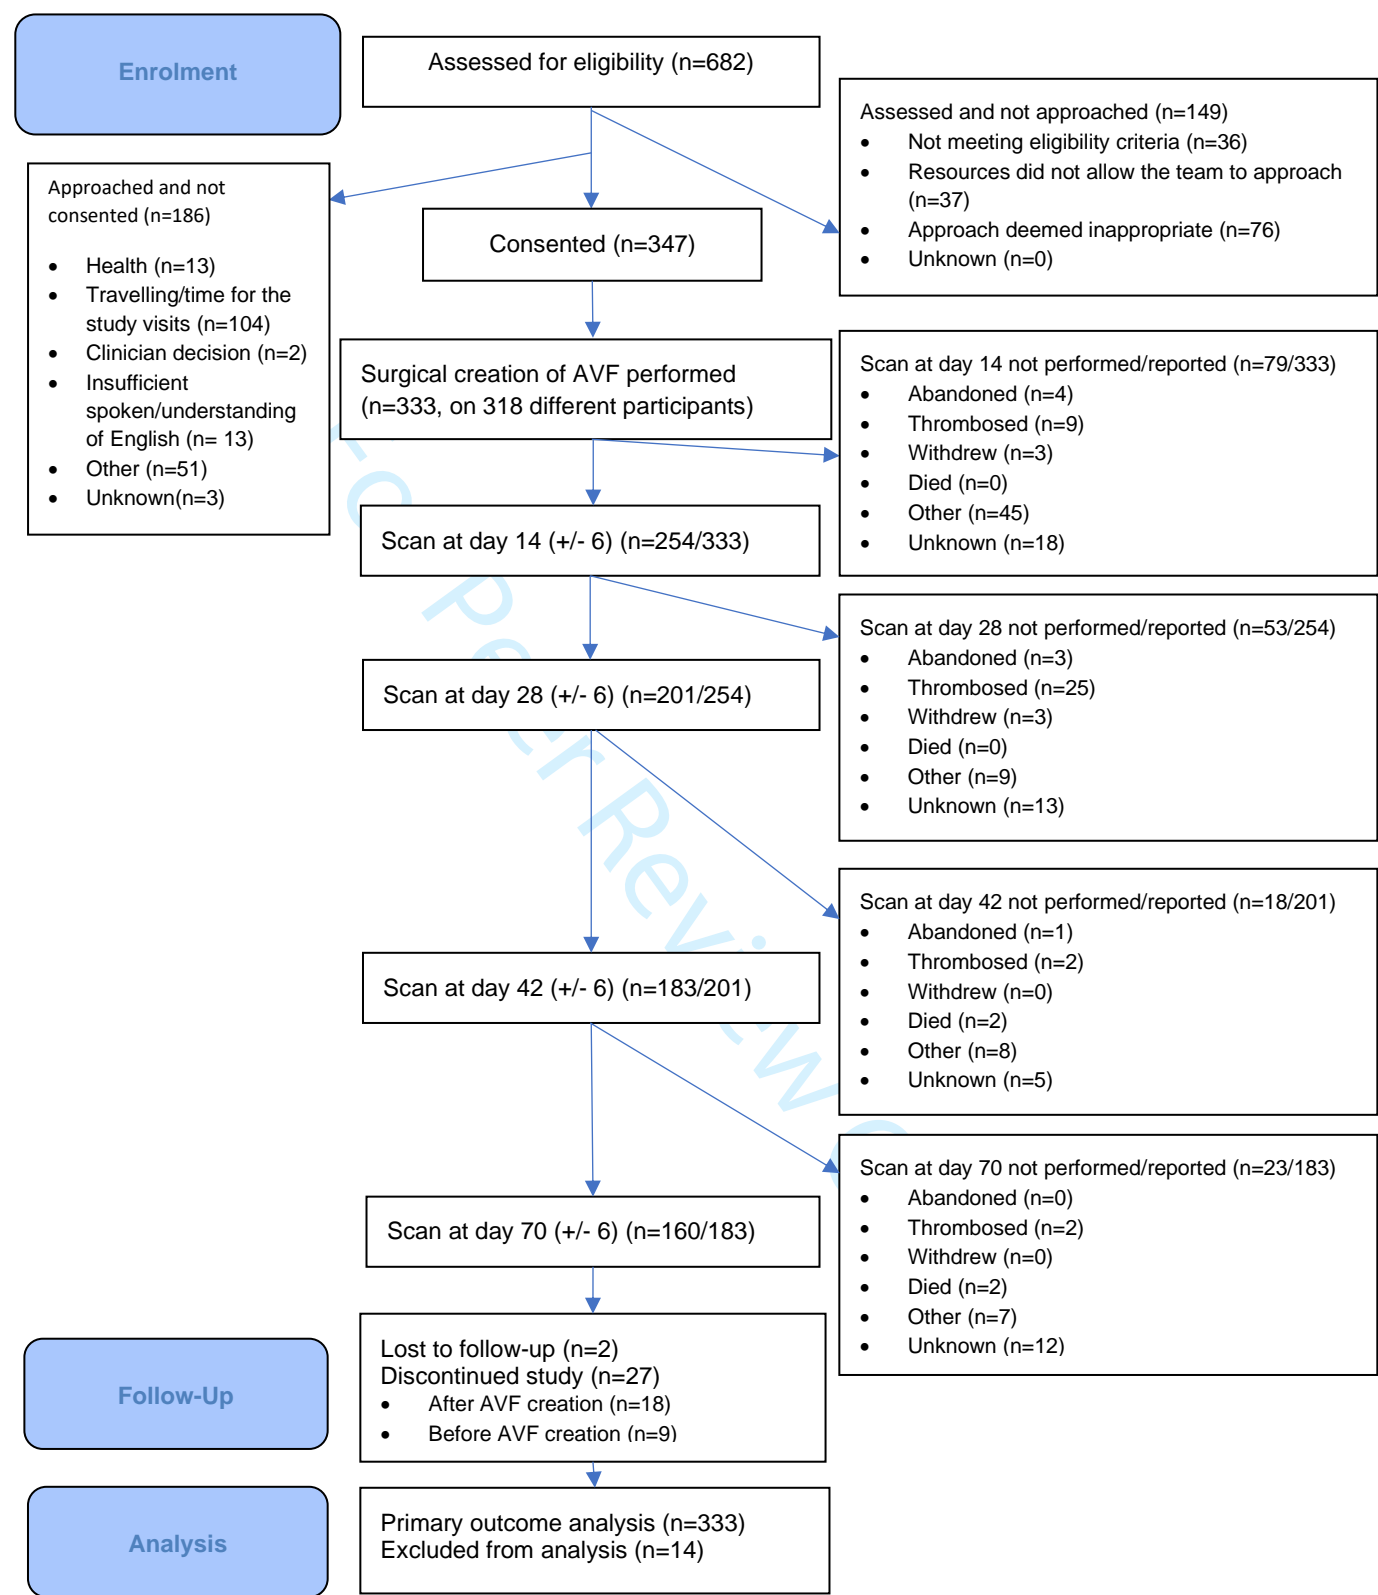 Enrolment
Assessed for eligibility (n=682)
Assessed and not approached (n=149)
• Not meeting eligibility criteria (n=36)
• Resources did not allow the team to approach
(n=37)
• Approach deemed inappropriate (n=76)
• Unknown (n=0)
Approached and not
consented (n=186)
• Health (n=13)
• Travelling/time for the
study visits (n=104)
• Clinician decision (n=2)
• Insufficient
spoken/understanding
of English (n= 13)
• Other (n=51)
• Unknown(n=3)
Consented (n=347)
Surgical creation of AVF performed
(n=333, on 318 different participants)
Scan at day 14 not performed/reported (n=79/333)
• Abandoned (n=4)
• Thrombosed (n=9)
• Withdrew (n=3)
• Died (n=0)
• Other (n=45)
• Unknown (n=18)
Scan at day 14 (+/- 6) (n=254/333)
Scan at day 28 not performed/reported (n=53/254)
• Abandoned (n=3)
• Thrombosed (n=25)
• Withdrew (n=3)
• Died (n=0)
• Other (n=9)
• Unknown (n=13)
Scan at day 28 (+/- 6) (n=201/254)
Scan at day 42 not performed/reported (n=18/201)
• Abandoned (n=1)
• Thrombosed (n=2)
• Withdrew (n=0)
• Died (n=2)
• Other (n=8)
• Unknown (n=5)
Scan at day 42 (+/- 6) (n=183/201)
Scan at day 70 not performed/reported (n=23/183)
• Abandoned (n=0)
• Thrombosed (n=2)
• Withdrew (n=0)
• Died (n=2)
• Other (n=7)
• Unknown (n=12)
Scan at day 70 (+/- 6) (n=160/183)
Follow-Up
Lost to follow-up (n=2)
Discontinued study (n=27)
• After AVF creation (n=18)
• Before AVF creation (n=9)
Analysis
Primary outcome analysis (n=333)
Excluded from analysis (n=14)
Peer Review